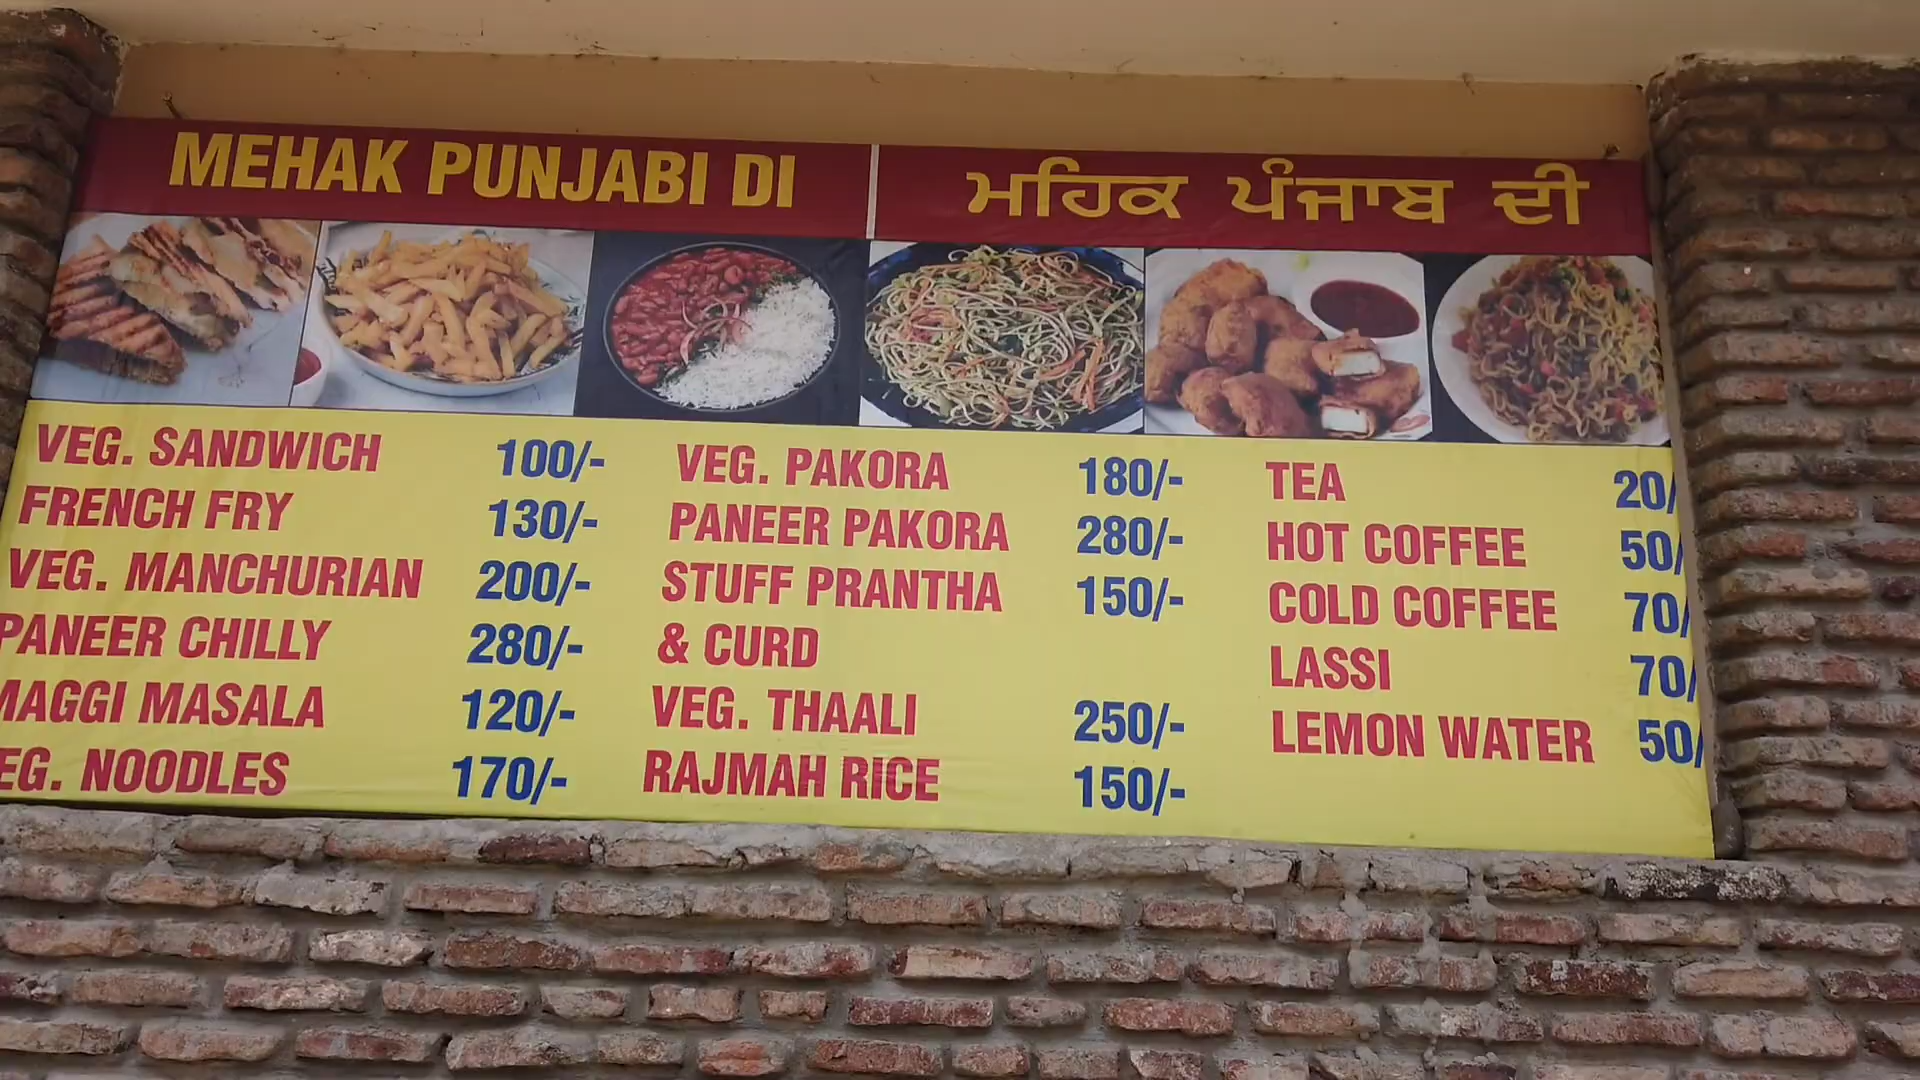 MEHAK PUNJABI DI
ਮਹਿਕ ਪੰਜਾਬ ਦੀ
VEG. SANDWICH 100/-
FRENCH FRY 130/-
VEG. MANCHURIAN 200/-
PANEER CHILLY 280/-
MAGGI MASALA 120/-
VEG. NOODLES 170/-
VEG. PAKORA 180/-
PANEER PAKORA 280/-
STUFF PRANTHA 150/-
& CURD
VEG. THAALI 250/-
RAJMAH RICE 150/-
TEA 20/
HOT COFFEE 50/
COLD COFFEE 70/
LASSI 70/
LEMON WATER 50/